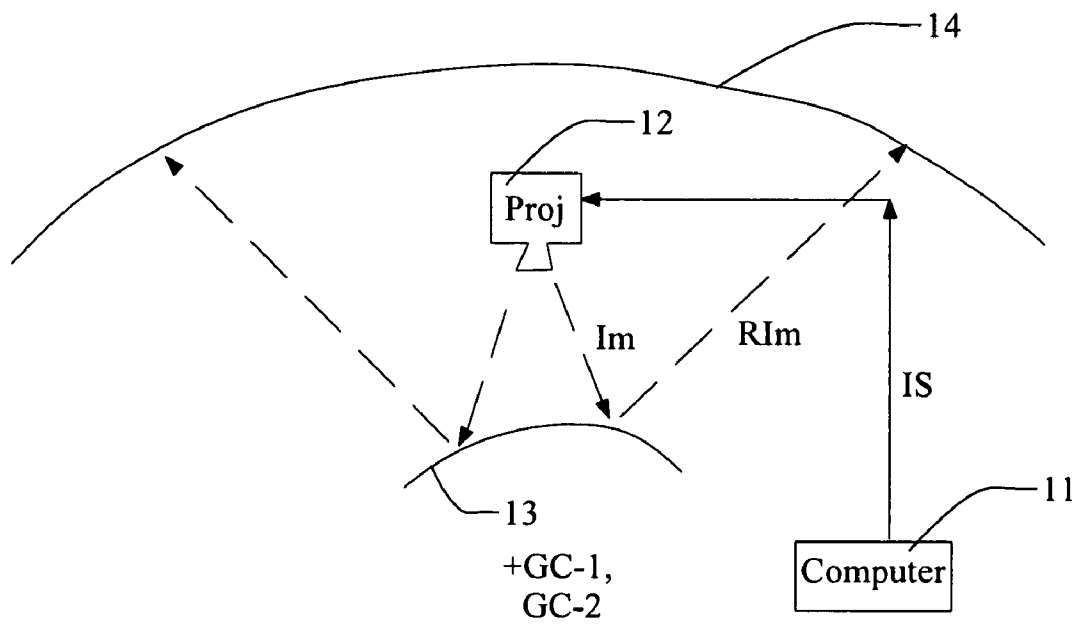 14
12
Proj
Im
RIm
IS
13
11
Computer
+GC-1,
GC-2